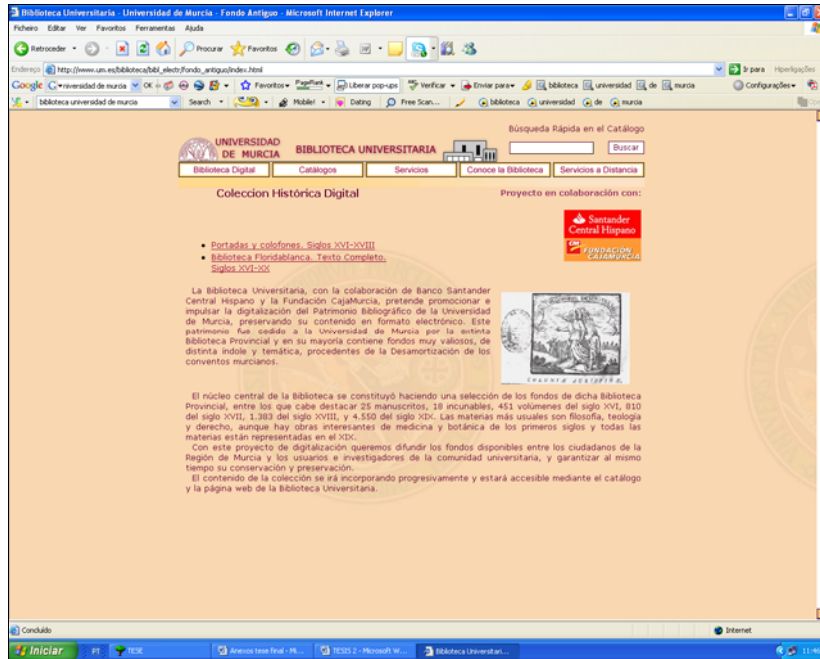 Biblioteca Universitaria - Universidad de Murcia - Fondo Antiguo - Microsoft Internet Explorer
Ficheiro Editar Ver Favoritos Ferramentas Ajuda
Retroceder Procurar Favoritos
Endereço http://www.um.es/biblioteca/bibl_electr/fondo_antiguo/index.html Ir para Hiperligações
Google niversidad de murcia OK Favoritos PageRank Liberar pop-ups Verificar Enviar para biblioteca universidad de murcia Configurações
biblioteca universidad de murcia Search Mobile! Dating Free Scan... biblioteca universidad de murcia
Búsqueda Rápida en el Catálogo
UNIVERSIDAD
DE MURCIA BIBLIOTECA UNIVERSITARIA Buscar
Biblioteca Digital Catálogos Servicios Conoce la Biblioteca Servicios a Distancia
Coleccion Histórica Digital Proyecto en colaboración con:
Santander
Central Hispano
FUNDACIÓN
CAJAMURCIA
Portadas y colofones. Siglos XVI-XVIII
Biblioteca Floridablanca. Texto Completo.
Siglos XVI-XX
La Biblioteca Universitaria, con la colaboración de Banco Santander
Central Hispano y la Fundación CajaMurcia, pretende promocionar e
impulsar la digitalización del Patrimonio Bibliográfico de la Universidad
de Murcia, preservando su contenido en formato electrónico. Este
patrimonio fue cedido a la Universidad de Murcia por la extinta
Biblioteca Provincial y en su mayoría contiene fondos muy valiosos, de
distinta índole y temática, procedentes de la Desamortización de los
conventos murcianos.
El núcleo central de la Biblioteca se constituyó haciendo una selección de los fondos de dicha Biblioteca
Provincial, entre los que cabe destacar 25 manuscritos, 18 incunables, 451 volúmenes del siglo XVI, 810
del siglo XVII, 1.383 del siglo XVIII, y 4.550 del siglo XIX. Las materias más usuales son filosofía, teología
y derecho, aunque hay obras interesantes de medicina y botánica de los primeros siglos y todas las
materias están representadas en el XIX.
Con este proyecto de digitalización queremos difundir los fondos disponibles entre los ciudadanos de la
Región de Murcia y los usuarios e investigadores de la comunidad universitaria, y garantizar al mismo
tiempo su conservación y preservación.
El contenido de la colección se irá incorporando progresivamente y estará accesible mediante el catálogo
y la página web de la Biblioteca Universitaria.
Concluído Internet
Iniciar PT TESE Anexos tese final - Mi... TESIS 2 - Microsoft W... Biblioteca Universitari... 11:46